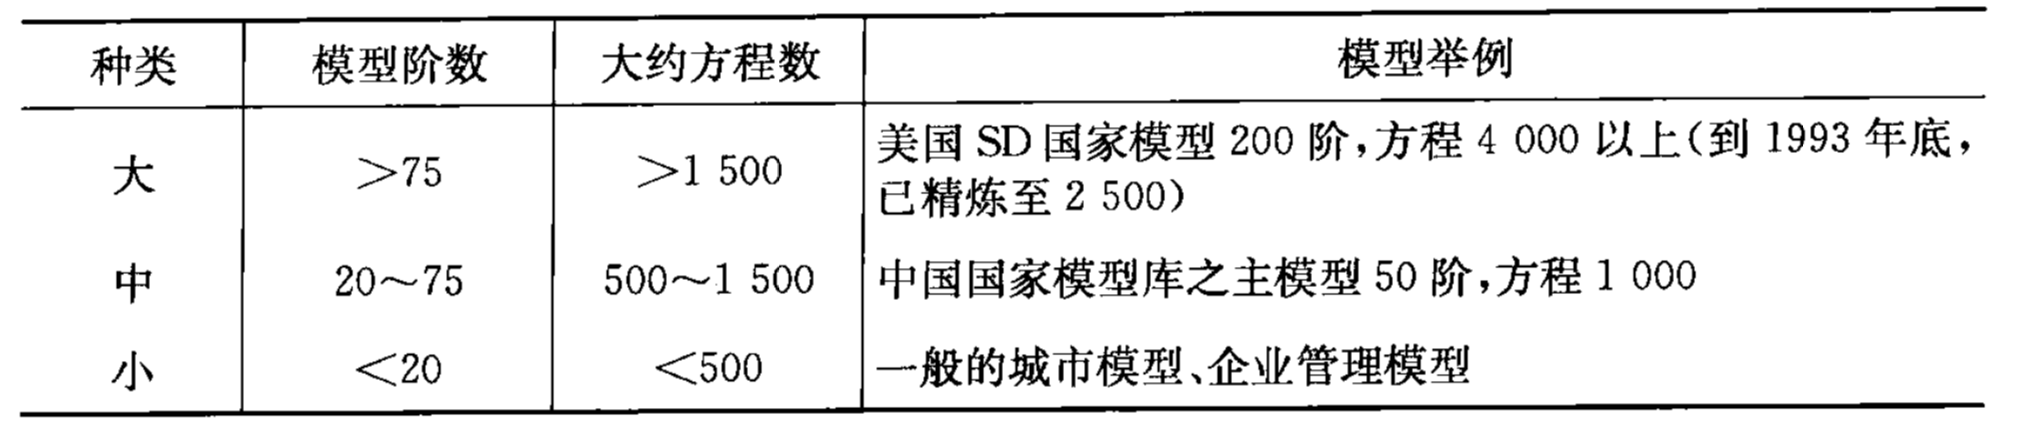 种类 模型阶数 大约方程数 模型举例
大 >75 >1 500 美国 SD 国家模型 200 阶,方程 4 000 以上(到 1993 年底,
已精炼至 2 500)
中 20~75 500~1 500 中国国家模型库之主模型 50 阶,方程 1 000
小 <20 <500 一般的城市模型、企业管理模型